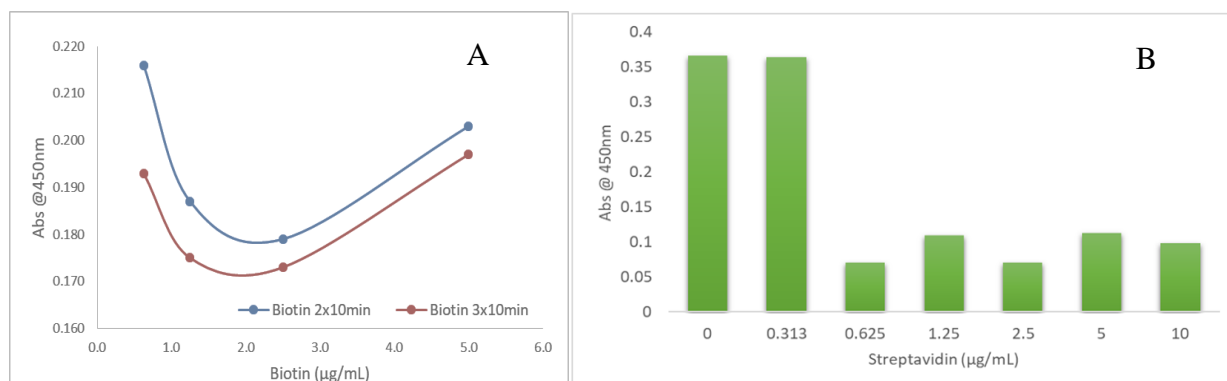 A
0.220
0.210
0.200
0.190
0.180
0.170
0.160
Abs @450nm
Biotin 2x10min
Biotin 3x10min
0.0 1.0 2.0 3.0 4.0 5.0 6.0
Biotin (µg/mL)
B
0.4
0.35
0.3
0.25
0.2
0.15
0.1
0.05
0
Abs @ 450nm
0 0.313 0.625 1.25 2.5 5 10
Streptavidin (µg/mL)